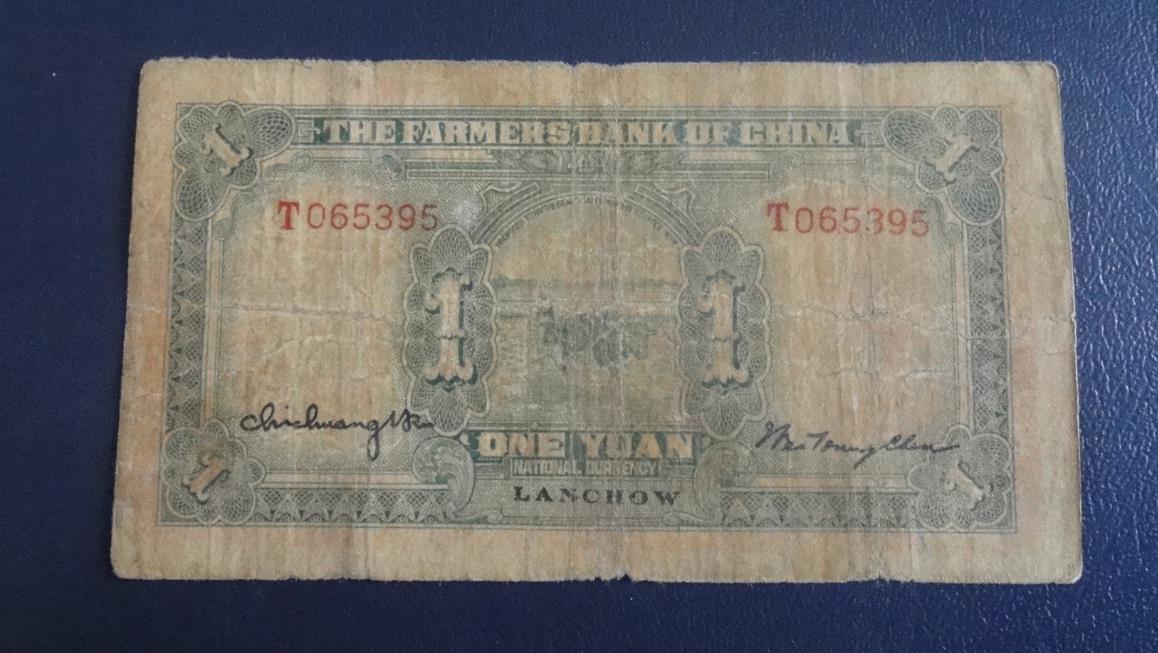 1 THE FARMERS BANK OF CHINA 1
T065395 T065395
1 1
ONE YUAN
NATIONAL CURRENCY
LANCHOW
1 1